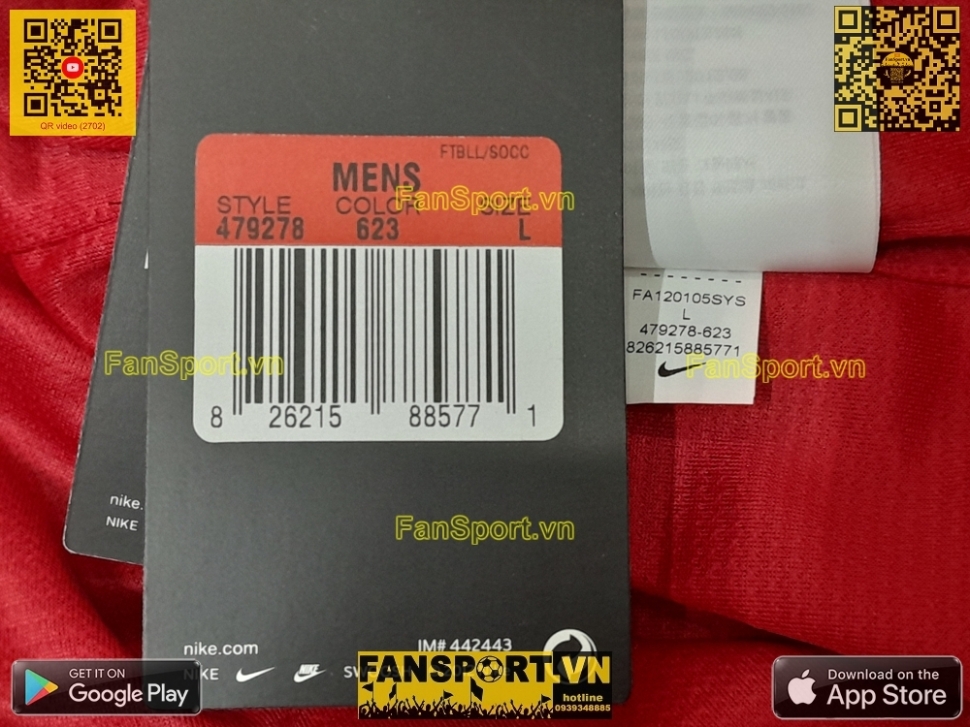 QR video (2702)
FTBLL/SOCC
MENS
STYLE COLOR SIZE
479278 623 L
8 26215 88577 1
FA120105SYS
L
479278-623
826215885771
FanSport.vn
FanSport.vn
FanSport.vn
FanSport.vn
nike.
NIKE
nike.com
IM# 442443
NIKE
FANSPORT.VN
hotline
0939348885
GET IT ON
Google Play
Download on the
App Store